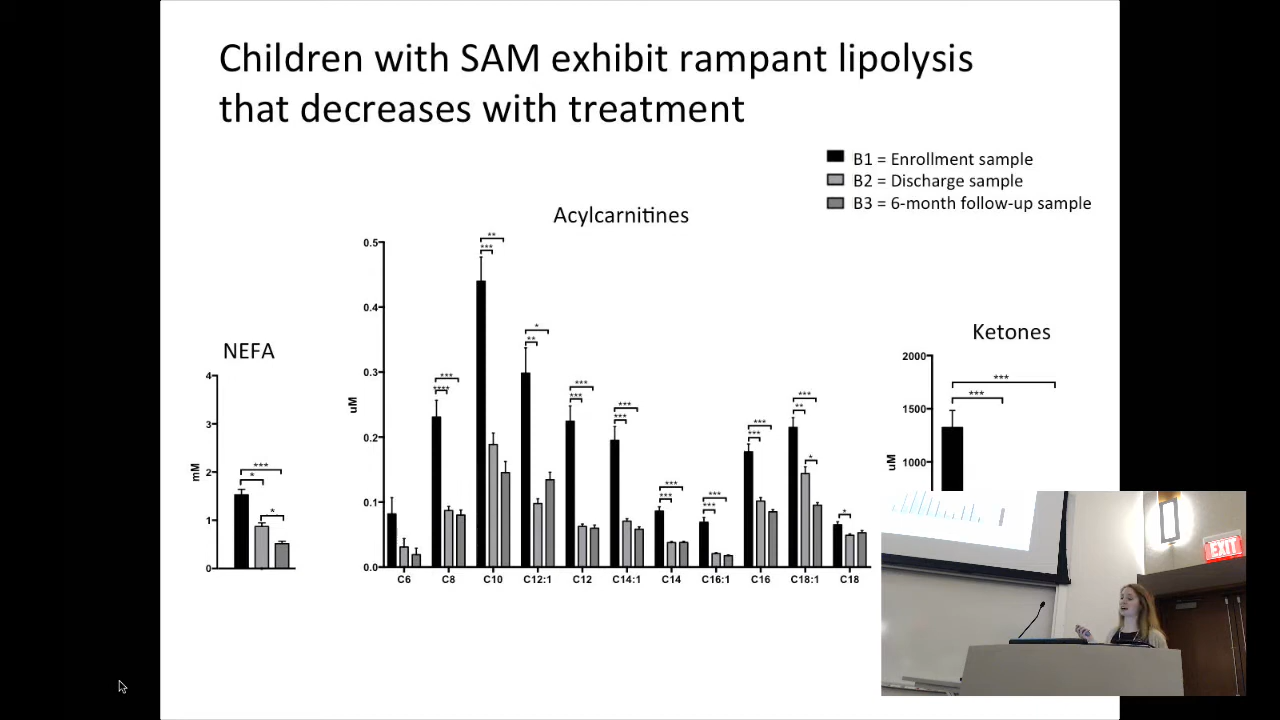 Children with SAM exhibit rampant lipolysis
that decreases with treatment
B1 = Enrollment sample
B2 = Discharge sample
B3 = 6-month follow-up sample
Acylcarnitines
0.5
0.4
0.3
0.2
0.1
0.0
uM
**
***
***
****
*
**
***
***
***
***
***
***
***
***
***
***
***
**
*
*
C6
C8
C10
C12:1
C12
C14:1
C14
C16:1
C16
C18:1
C18
NEFA
4
3
2
1
0
mM
***
*
*
Ketones
2000
1500
1000
uM
***
***
EXIT